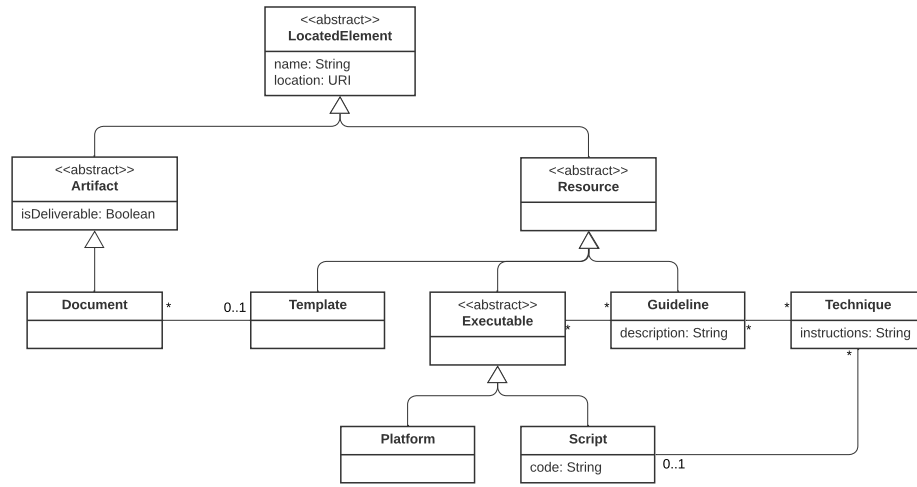 <<abstract>>
LocatedElement
name: String
location: URI
<<abstract>>
Artifact
isDeliverable: Boolean
<<abstract>>
Resource
Document
*
0..1
Template
<<abstract>>
Executable
*
*
Guideline
description: String
*
*
Technique
instructions: String
*
Platform
Script
code: String
0..1